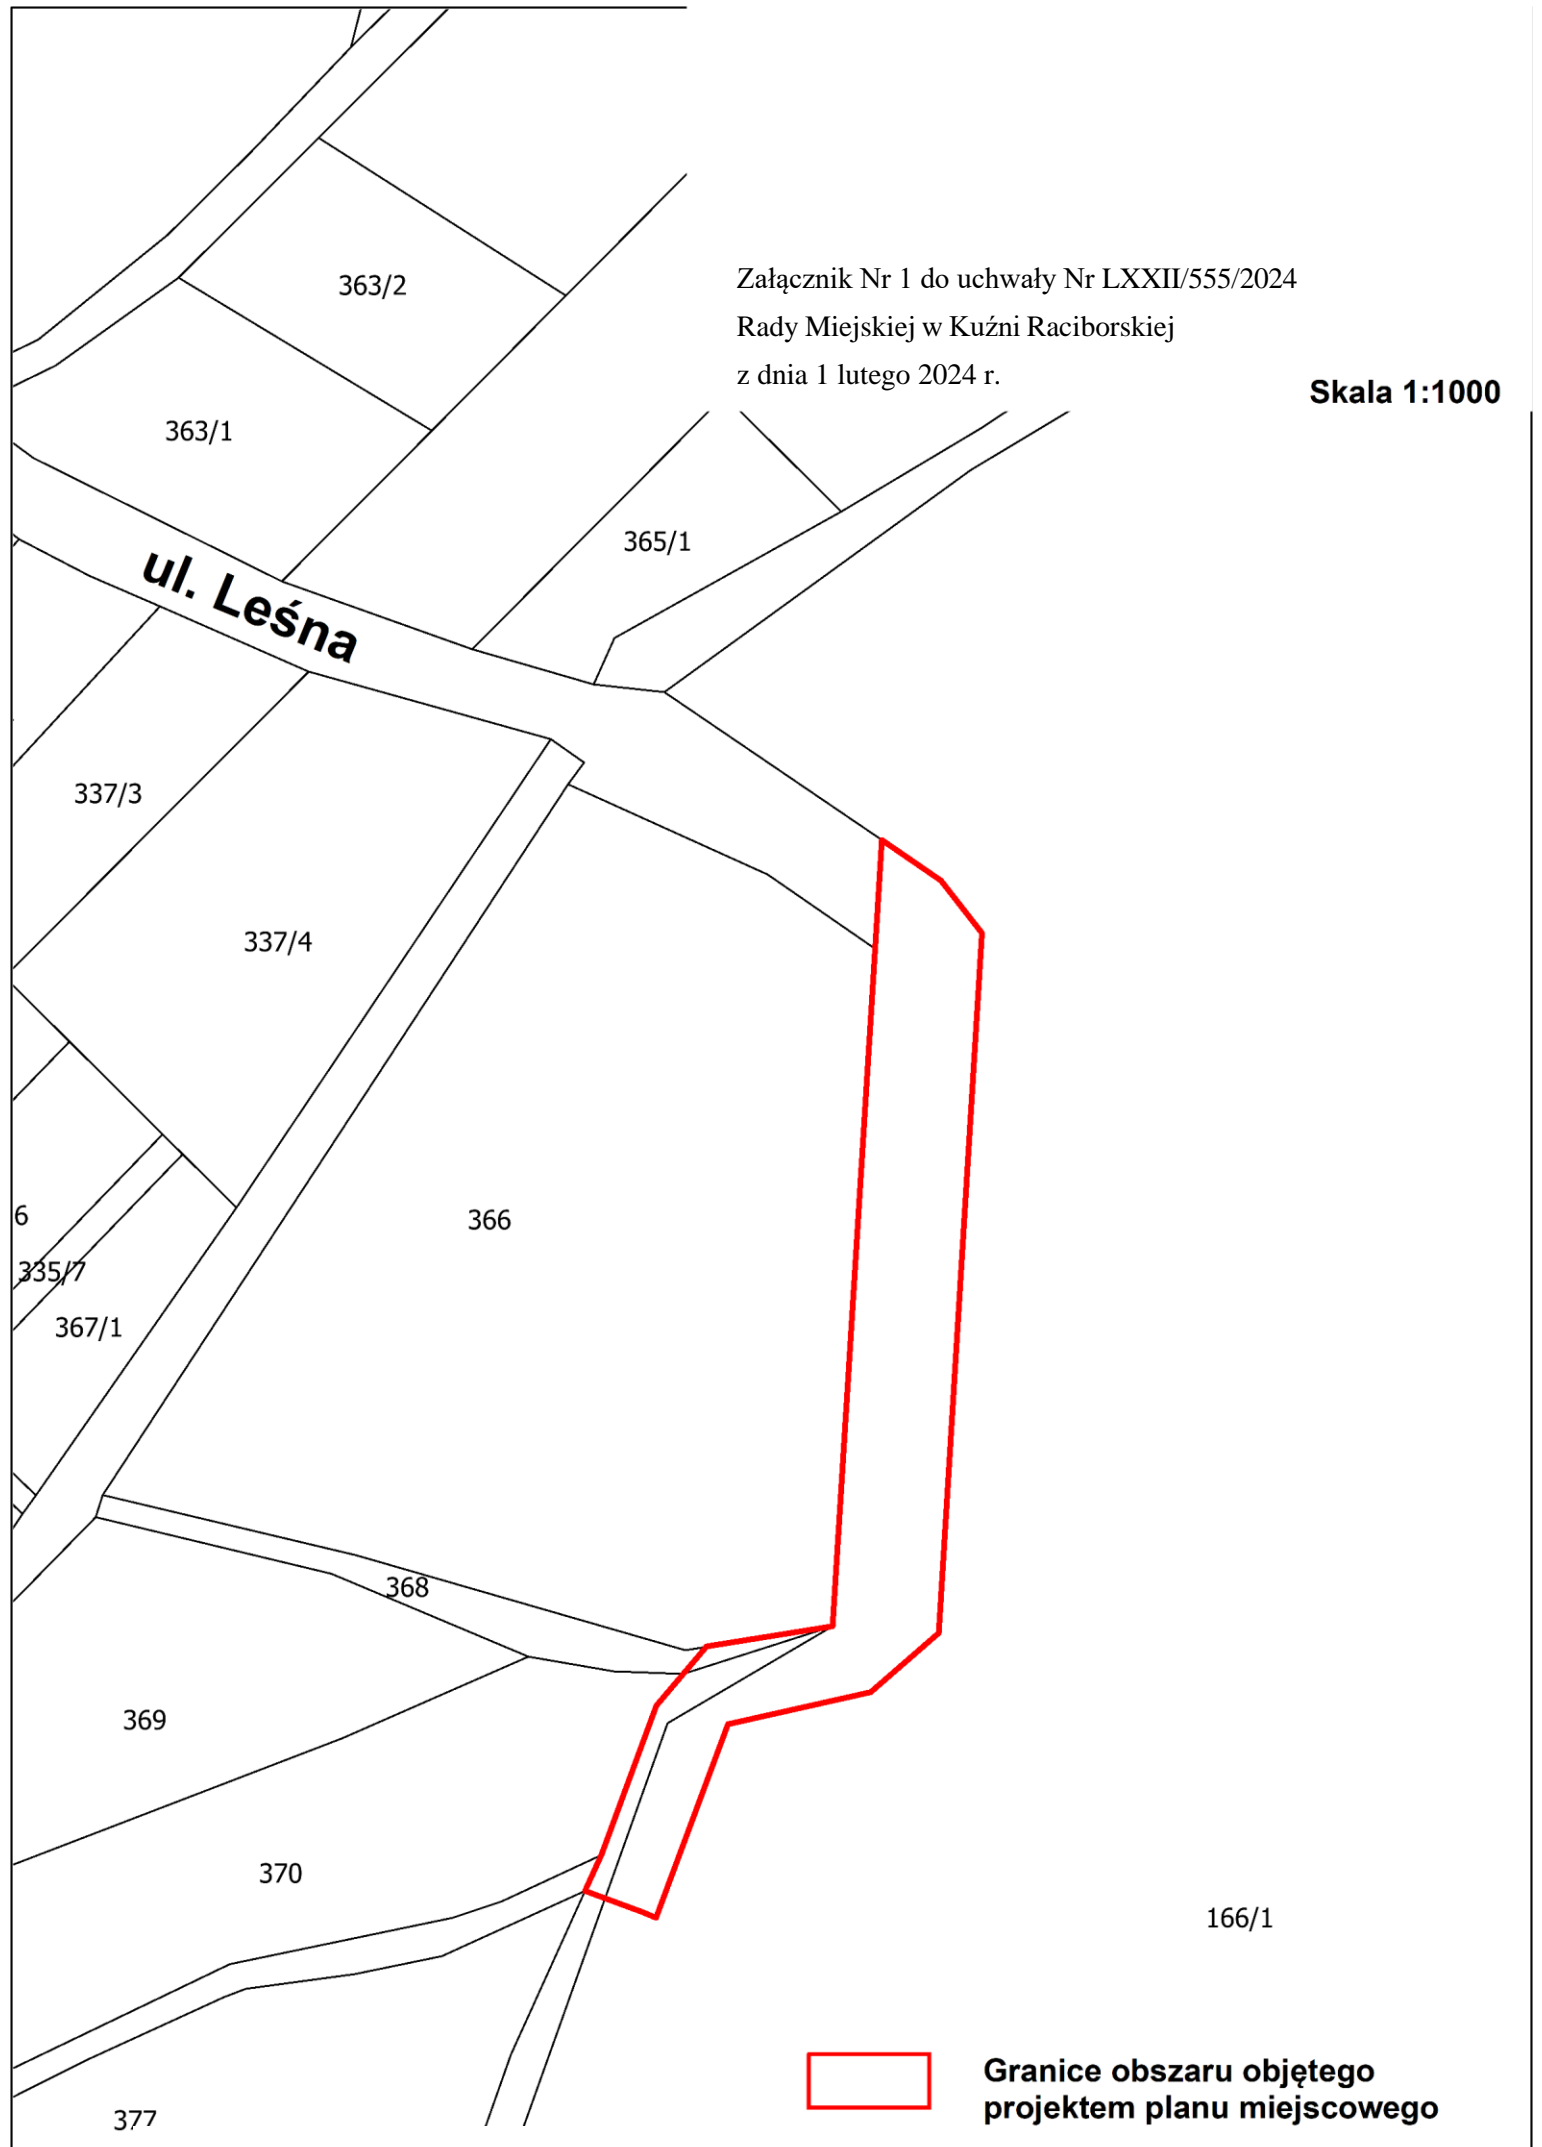 363/2
Załącznik Nr 1 do uchwały Nr LXXII/555/2024
Rady Miejskiej w Kuźni Raciborskiej
z dnia 1 lutego 2024 r.
Skala 1:1000
363/1
365/1
ul. Leśna
337/3
337/4
6
366
335/7
367/1
368
369
370
166/1
Granice obszaru objętego
projektem planu miejscowego
377